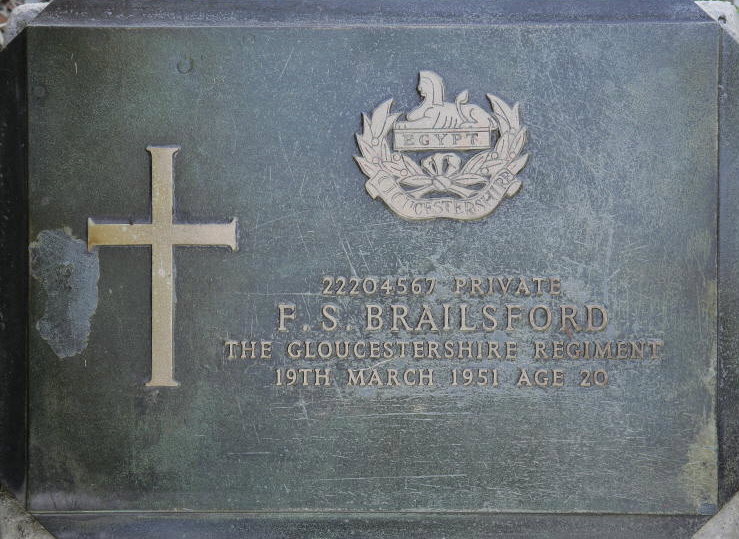 EGYPT
GLOUCESTERSHIRE
22204567 PRIVATE
F. S. BRAILSFORD
THE GLOUCESTERSHIRE REGIMENT
19TH MARCH 1951 AGE 20